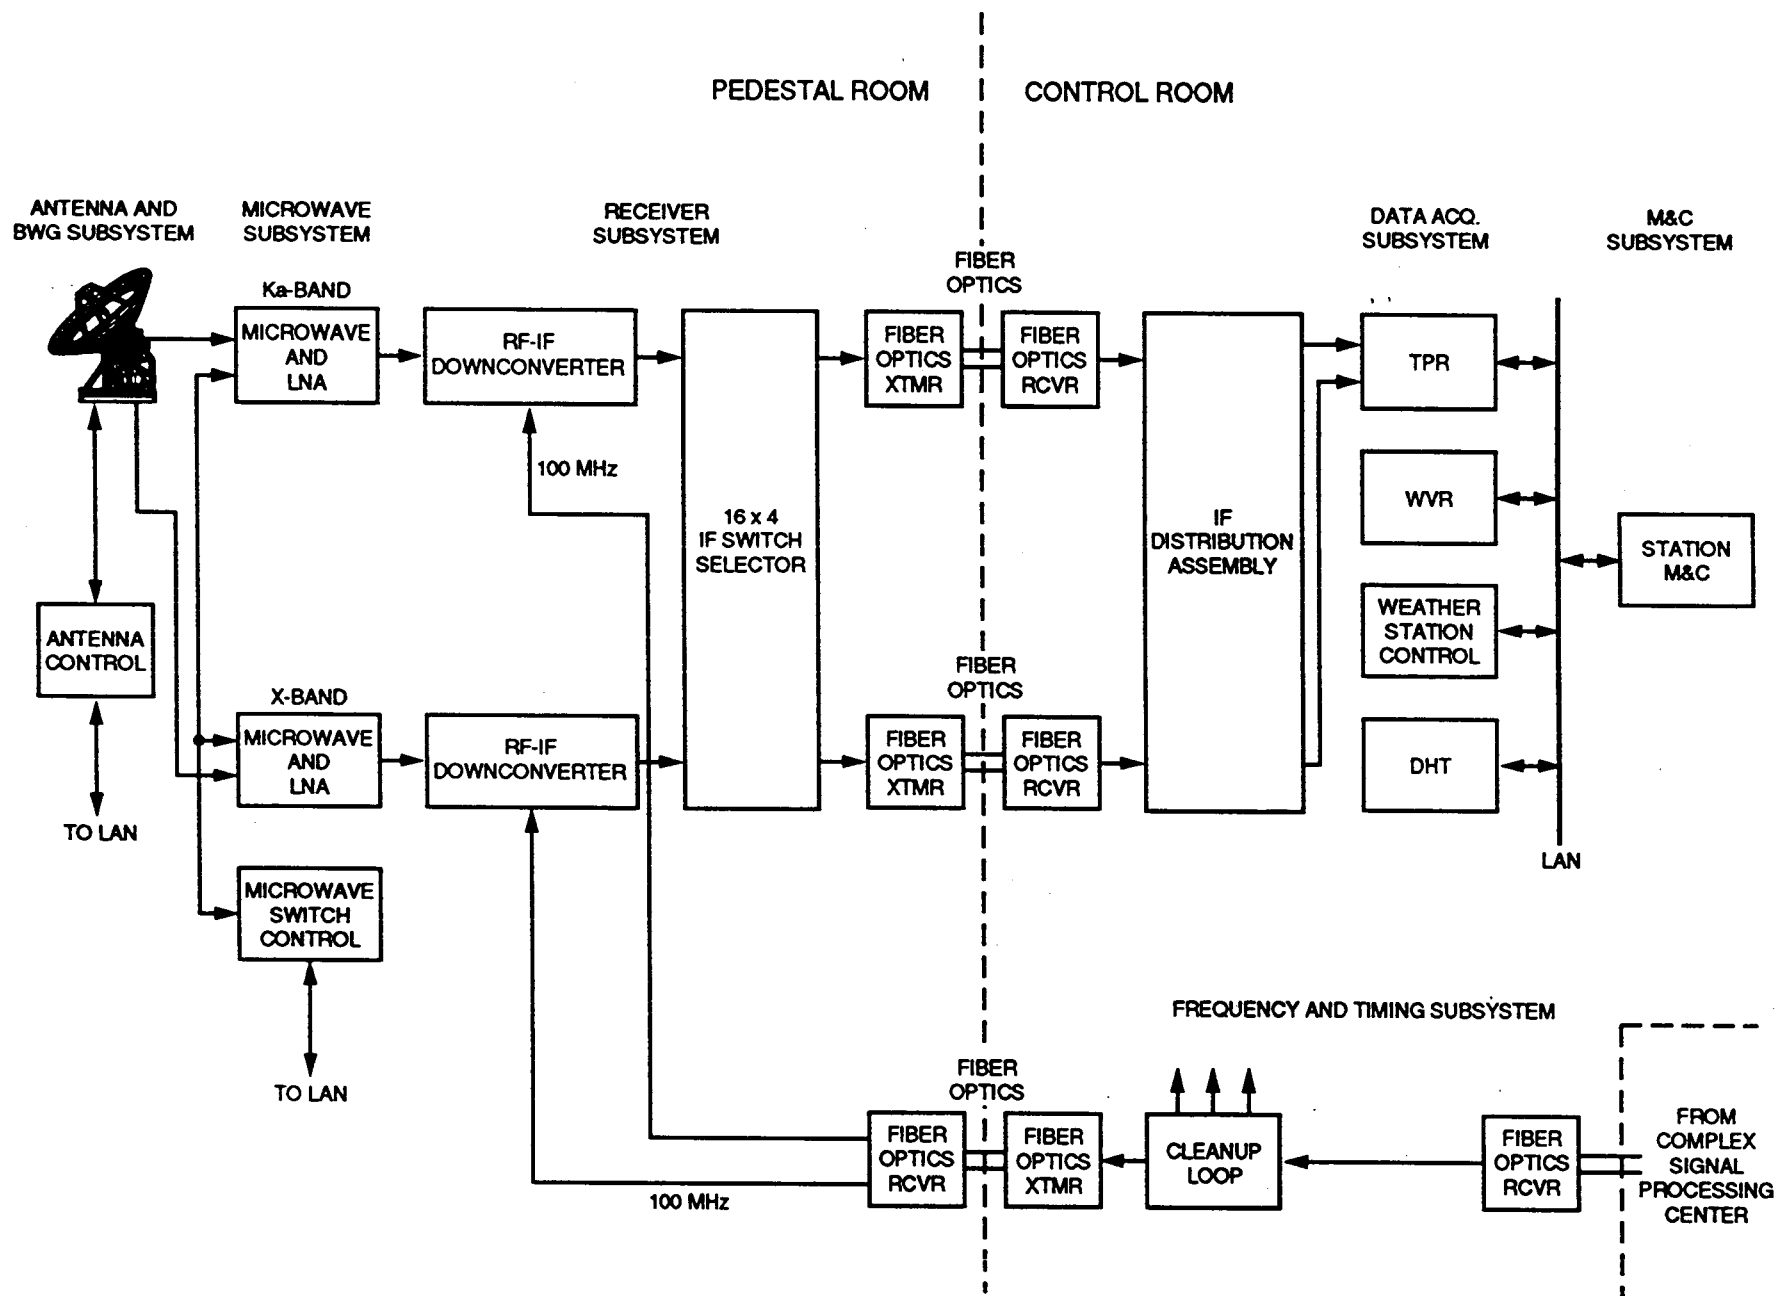 PEDESTAL ROOM
CONTROL ROOM
ANTENNA AND
BWG SUBSYSTEM
MICROWAVE
SUBSYSTEM
RECEIVER
SUBSYSTEM
DATA ACQ.
SUBSYSTEM
M&C
SUBSYSTEM
FIBER
OPTICS
Ka-BAND
MICROWAVE
AND
LNA
RF-IF
DOWNCONVERTER
100 MHz
16 x 4
IF SWITCH
SELECTOR
FIBER
OPTICS
XTMR
FIBER
OPTICS
RCVR
IF
DISTRIBUTION
ASSEMBLY
TPR
WVR
WEATHER
STATION
CONTROL
DHT
LAN
STATION
M&C
ANTENNA
CONTROL
TO LAN
X-BAND
MICROWAVE
AND
LNA
RF-IF
DOWNCONVERTER
FIBER
OPTICS
FIBER
OPTICS
XTMR
FIBER
OPTICS
RCVR
MICROWAVE
SWITCH
CONTROL
TO LAN
FREQUENCY AND TIMING SUBSYSTEM
FIBER
OPTICS
100 MHz
FIBER
OPTICS
RCVR
FIBER
OPTICS
XTMR
CLEANUP
LOOP
FIBER
OPTICS
RCVR
FROM
COMPLEX
SIGNAL
PROCESSING
CENTER